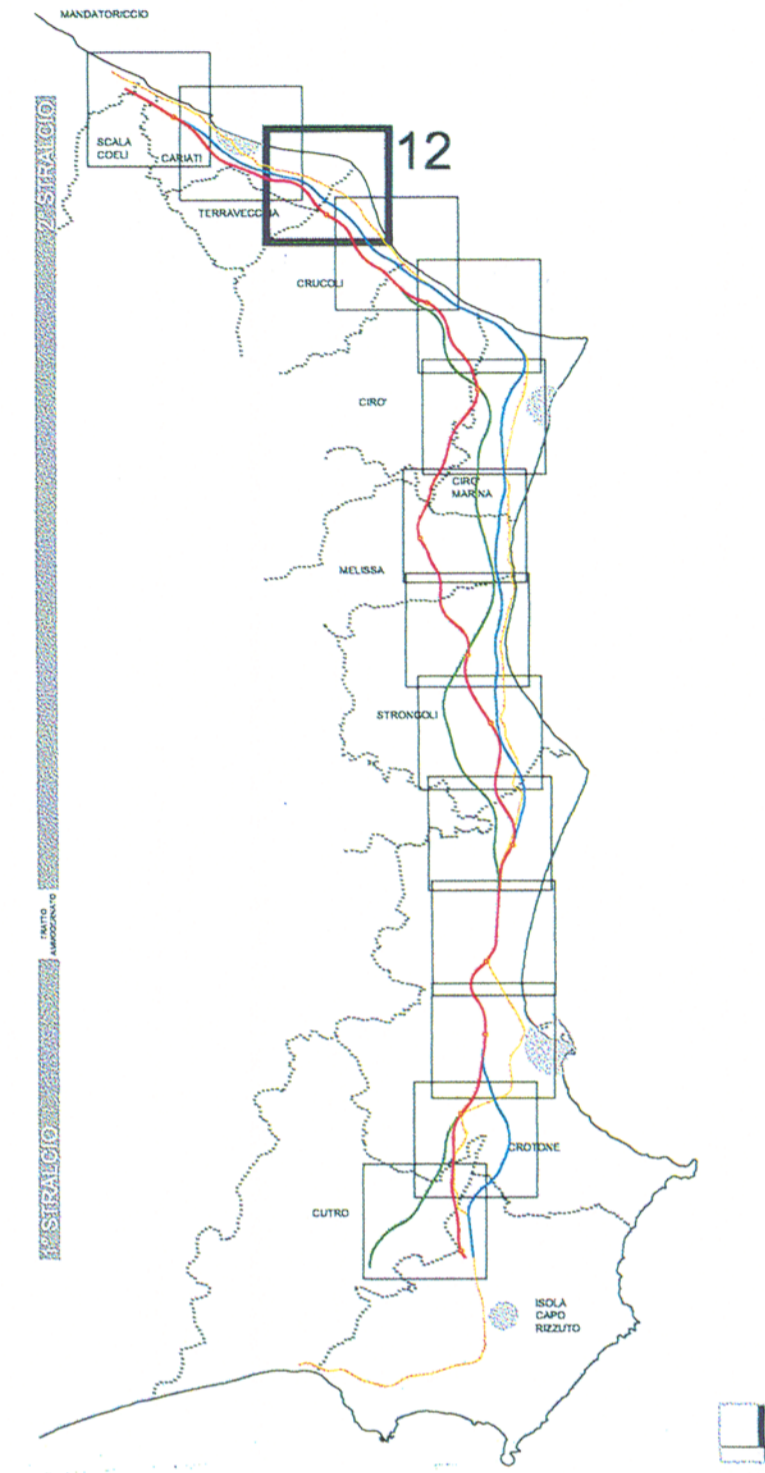 MANDATORICCIO
12
2° STRALCIO
SCALA
COELI
CARIATI
TERRAVECCHIA
CRUCOLI
CIRO'
CIRO'
MARINA
MELISSA
STRONGOLI
TRATTO
1° STRALCIO
CROTONE
CUTRO
ISOLA
CAPO
RIZZUTO